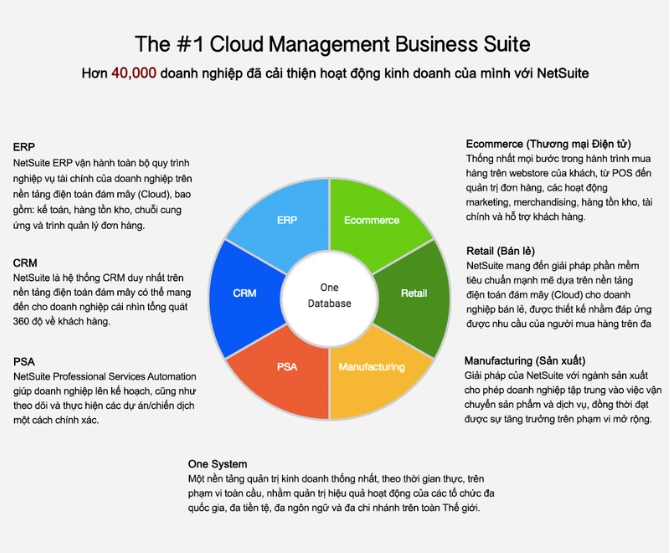 The #1 Cloud Management Business Suite
Hơn 40,000 doanh nghiệp đã cải thiện hoạt động kinh doanh của mình với NetSuite
ERP
NetSuite ERP vận hành toàn bộ quy trình
nghiệp vụ tài chính của doanh nghiệp trên
nền tảng điện toán đám mây (Cloud), bao
gồm: kế toán, hàng tồn kho, chuỗi cung
ứng và trình quản lý đơn hàng.
CRM
NetSuite là hệ thống CRM duy nhất trên
nền tảng điện toán đám mây có thể mang
đến cho doanh nghiệp cái nhìn tổng quát
360 độ về khách hàng.
PSA
NetSuite Professional Services Automation
giúp doanh nghiệp lên kế hoạch, cũng như
theo dõi và thực hiện các dự án/chiến dịch
một cách chính xác.
ERP
Ecommerce
CRM
One
Database
Retail
PSA
Manufacturing
Ecommerce (Thương mại Điện tử)
Thống nhất mọi bước trong hành trình mua
hàng trên webstore của khách, từ POS đến
quản trị đơn hàng, các hoạt động
marketing, merchandising, hàng tồn kho, tài
chính và hỗ trợ khách hàng.
Retail (Bán lẻ)
NetSuite mang đến giải pháp phần mềm
tiêu chuẩn mạnh mẽ dựa trên nền tảng
điện toán đám mây (Cloud) cho doanh
nghiệp bán lẻ, được thiết kế nhằm đáp ứng
được nhu cầu của người mua hàng trên đa
Manufacturing (Sản xuất)
Giải pháp của NetSuite với ngành sản xuất
cho phép doanh nghiệp tập trung vào việc vận
chuyển sản phẩm và dịch vụ, đồng thời đạt
được sự tăng trưởng trên phạm vi mở rộng.
One System
Một nền tảng quản trị kinh doanh thống nhất, theo thời gian thực, trên
phạm vi toàn cầu, nhằm quản trị hiệu quả hoạt động của các tổ chức đa
quốc gia, đa tiền tệ, đa ngôn ngữ và đa chi nhánh trên toàn Thế giới.